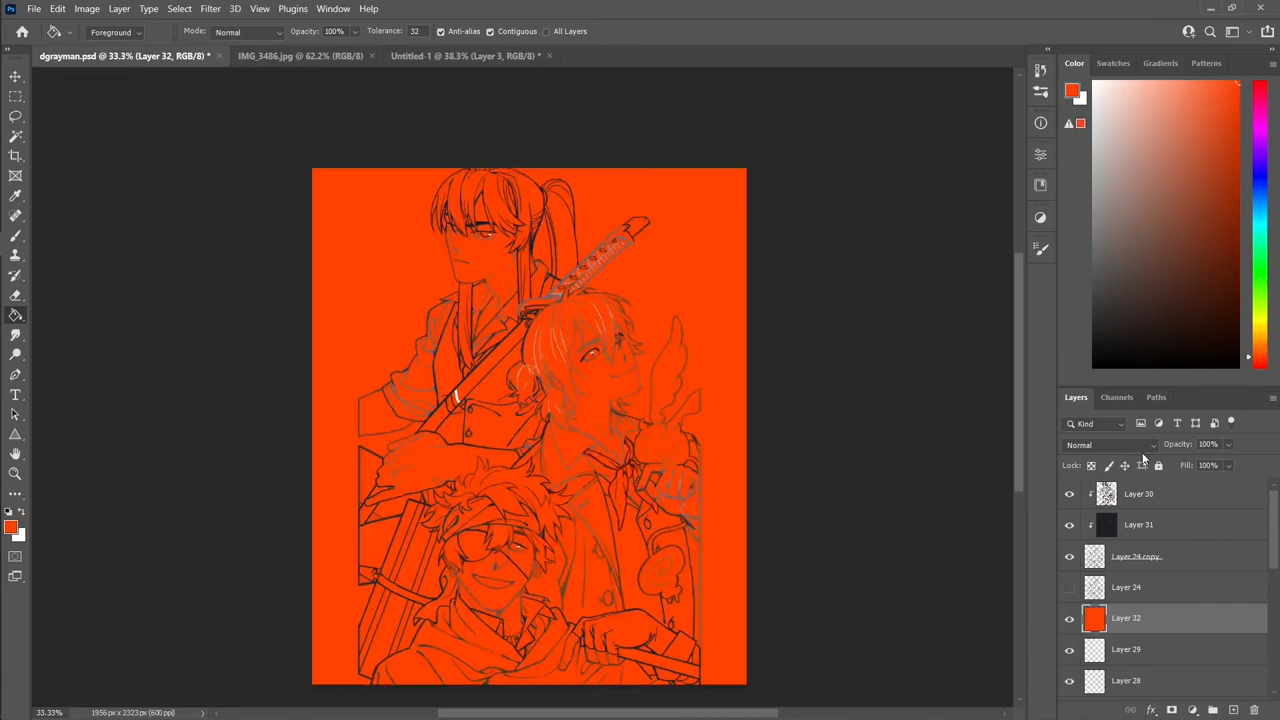 Ps File Edit Image Layer Type Select Filter 3D View Plugins Window Help
Foreground Mode: Normal Opacity: 100% Tolerance: 32 Anti-alias Contiguous All Layers
dgrayman.psd @ 33.3% (Layer 32, RGB/8) * × IMG_3486.jpg @ 62.2% (RGB/8) × Untitled-1 @ 38.3% (Layer 3, RGB/8) * ×
Color Swatches Gradients Patterns
Layers Channels Paths
Kind
Normal Opacity: 100%
Lock: Fill: 100%
Layer 30
Layer 31
Layer 24 copy
Layer 24
Layer 32
Layer 29
Layer 28
33.33% 1956 px x 2323 px (600 ppi)
fx